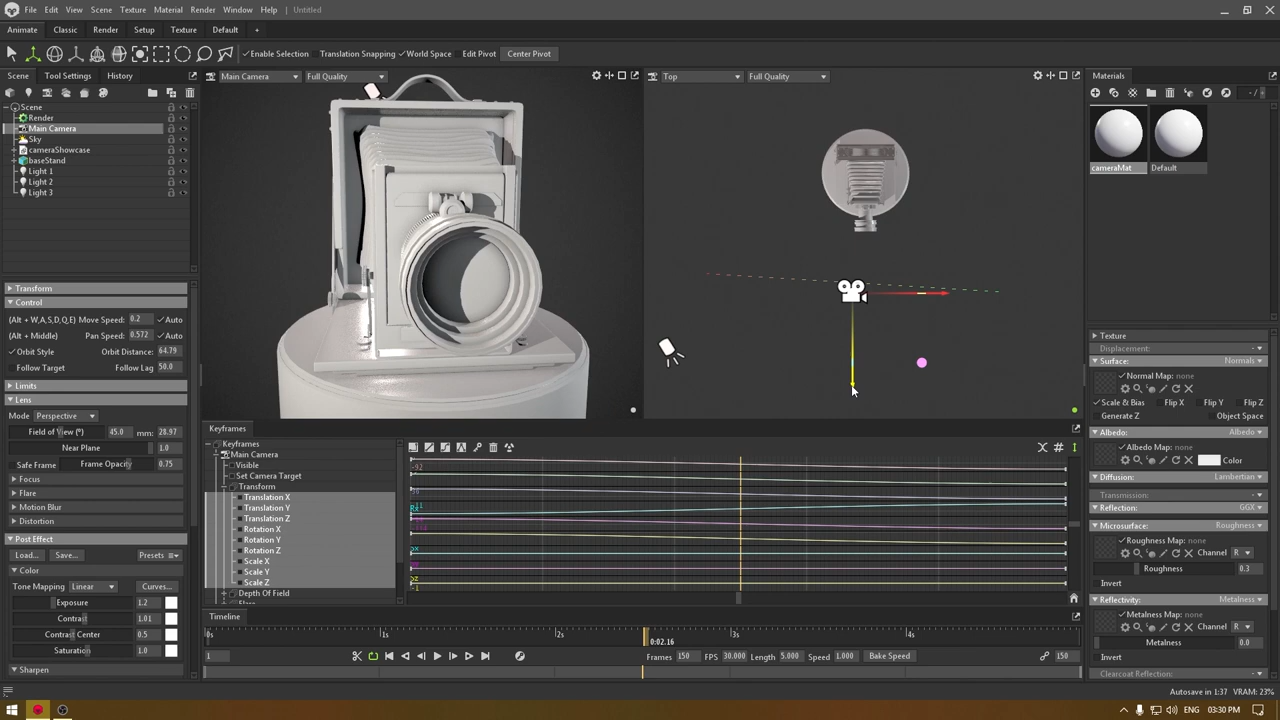 File Edit View Scene Texture Material Render Window Help Untitled
Animate Classic Render Setup Texture Default +
Enable Selection Translation Snapping World Space Edit Pivot Center Pivot
Scene Tool Settings History
Main Camera Full Quality
Top Full Quality
Materials
Scene
Render
Main Camera
Sky
cameraShowcase
baseStand
Light 1
Light 2
Light 3
cameraMat Default
Transform
Control
(Alt + W,A,S,D,Q,E) Move Speed: 0.2 Auto
(Alt + Middle) Pan Speed: 0.572 Auto
Orbit Style Orbit Distance: 64.79
Follow Target Follow Lag 50.0
Limits
Lens
Mode Perspective
Field of View (°) 45.0 mm: 28.97
Near Plane 1.0
Safe Frame Frame Opacity 0.75
Focus
Flare
Motion Blur
Distortion
Post Effect
Load... Save... Presets
Color
Tone Mapping Linear Curves...
Exposure 1.2
Contrast 1.01
Contrast Center 0.5
Saturation 1.0
Sharpen
Keyframes
Keyframes
Main Camera
Visible
Set Camera Target
Transform
Translation X
Translation Y
Translation Z
Rotation X
Rotation Y
Rotation Z
Scale X
Scale Y
Scale Z
Depth Of Field
Timeline
0s 1s 2s 0:02.16 3s 4s
1 Frames 150 FPS 30.000 Length 5.000 Speed 1.000 Bake Speed 150
Texture
Displacement:
Surface: Normals
Normal Map: none
Scale & Bias Flip X Flip Y Flip Z
Generate Z Object Space
Albedo: Albedo
Albedo Map: none
Color
Diffusion: Lambertian
Transmission:
Reflection: GGX
Microsurface: Roughness
Roughness Map: none
Channel R
Roughness 0.3
Invert
Reflectivity: Metalness
Metalness Map: none
Channel R
Metalness 0.0
Invert
Clearcoat Reflection:
Autosave in 1:37 VRAM: 23%
ENG 03:30 PM